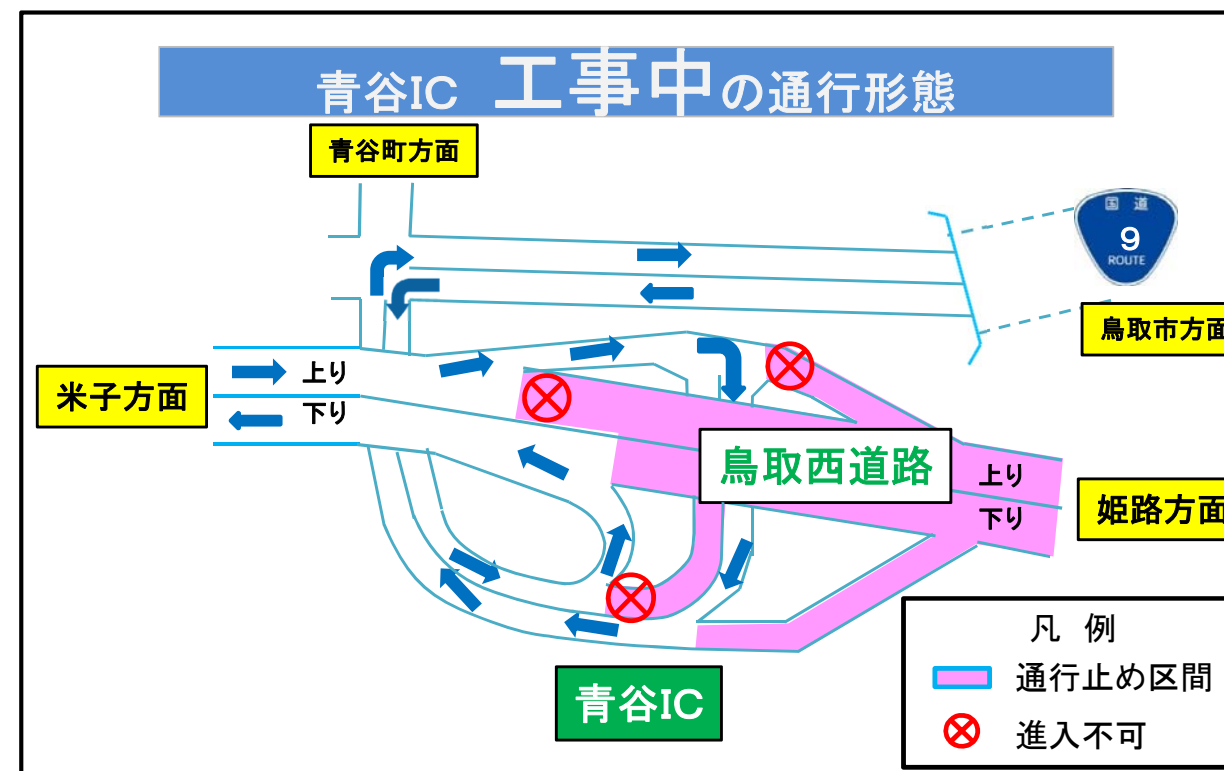 青谷IC 工事中の通行形態
青谷町方面
国道
9
ROUTE
鳥取市方面
米子方面
上り
下り
鳥取西道路
上り
下り
姫路方面
青谷IC
凡 例
通行止め区間
進入不可